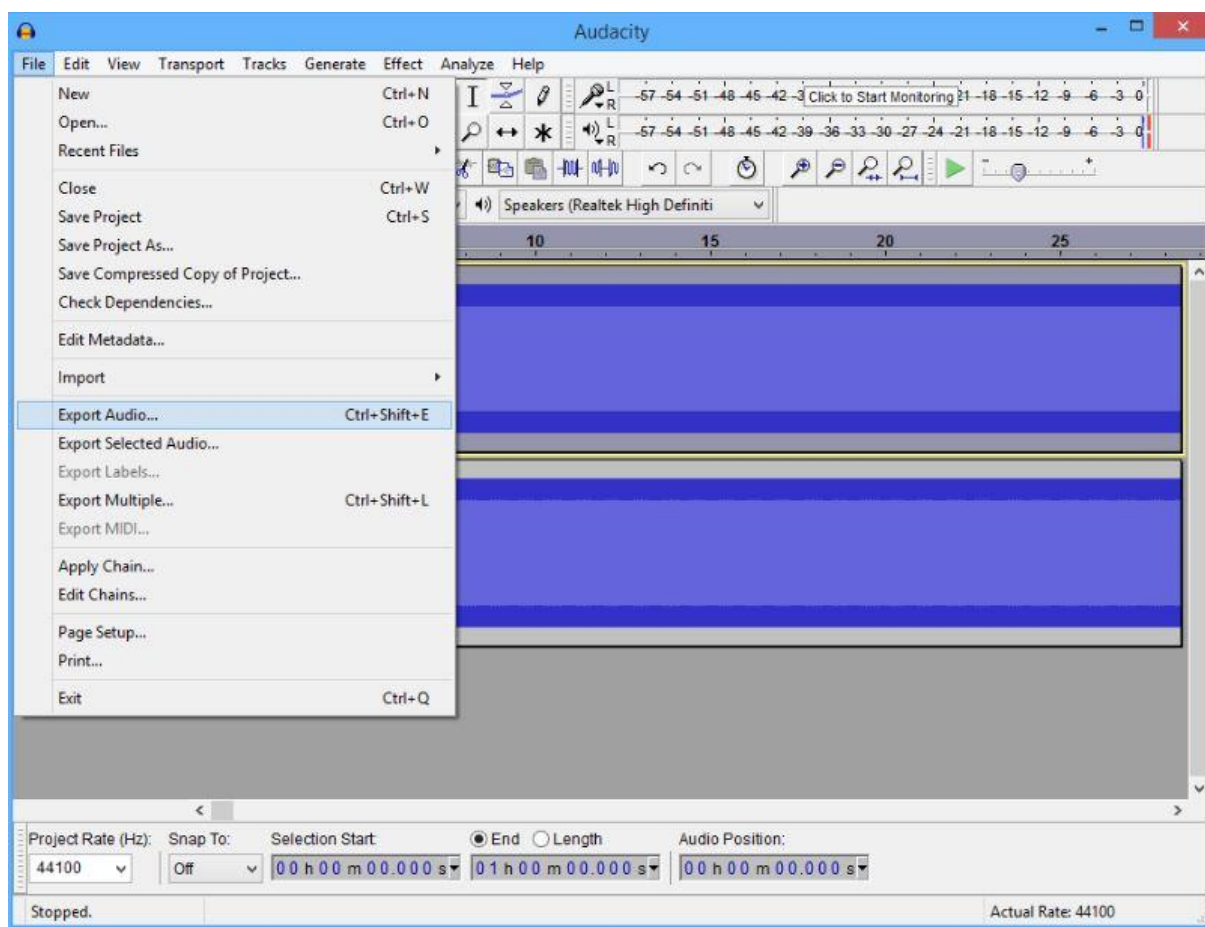 Audacity
File Edit View Transport Tracks Generate Effect Analyze Help
New Ctrl+N
Open... Ctrl+O
Recent Files
Close Ctrl+W
Save Project Ctrl+S
Save Project As...
Save Compressed Copy of Project...
Check Dependencies...
Edit Metadata...
Import
Export Audio... Ctrl+Shift+E
Export Selected Audio...
Export Labels...
Export Multiple... Ctrl+Shift+L
Export MIDI...
Apply Chain...
Edit Chains...
Page Setup...
Print...
Exit Ctrl+Q
L
R
-57 -54 -51 -48 -45 -42 -3 Click to Start Monitoring 21 -18 -15 -12 -9 -6 -3 0
L
R
-57 -54 -51 -48 -45 -42 -39 -36 -33 -30 -27 -24 -21 -18 -15 -12 -9 -6 -3 0
Speakers (Realtek High Definiti
10 15 20 25
Project Rate (Hz): Snap To: Selection Start: End Length Audio Position:
44100 Off 00 h 00 m 00.000 s 01 h 00 m 00.000 s 00 h 00 m 00.000 s
Stopped. Actual Rate: 44100